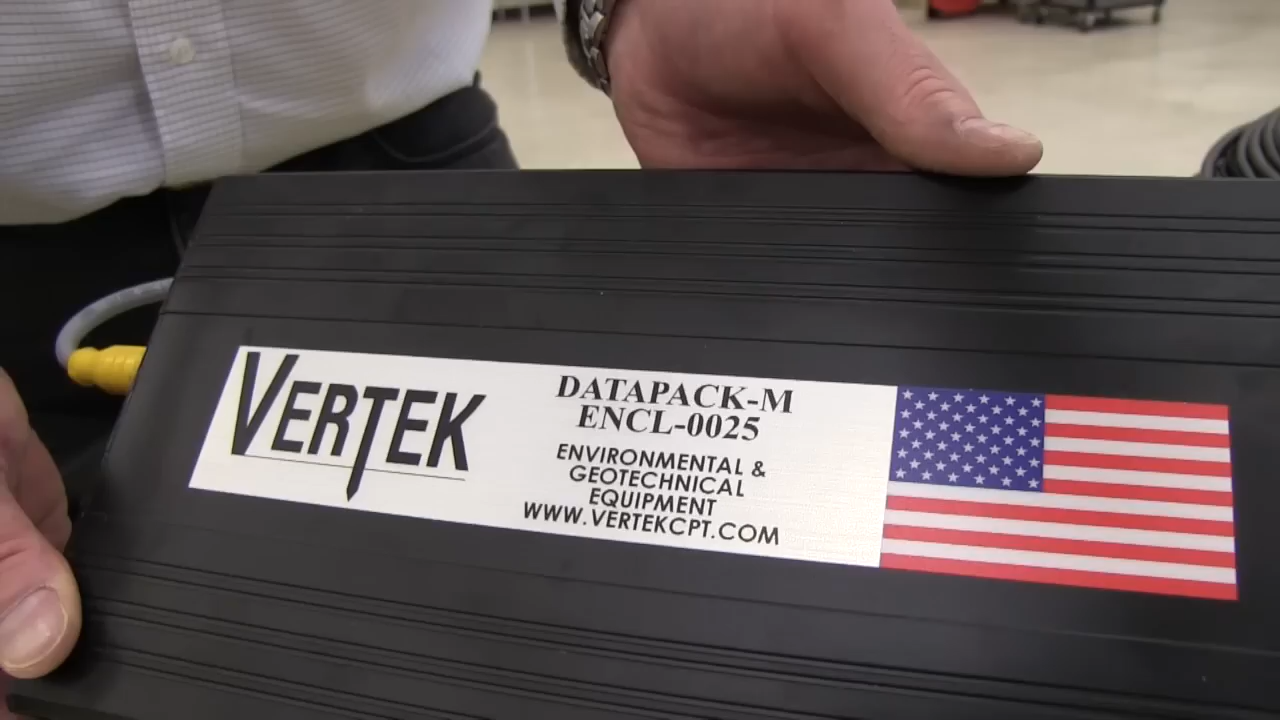 VERTEK
DATAPACK-M
ENCL-0025
ENVIRONMENTAL &
GEOTECHNICAL
EQUIPMENT
WWW.VERTEKCPT.COM